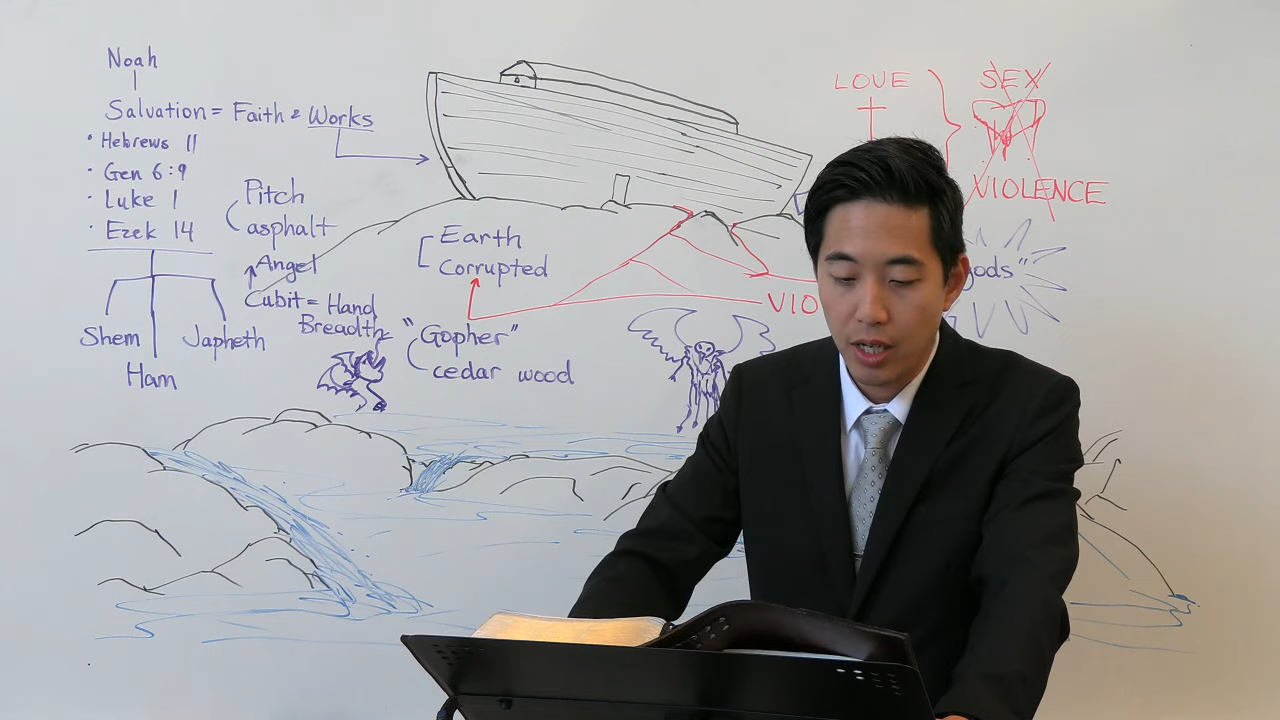 Noah
Salvation = Faith & Works
• Hebrews 11
• Gen 6:9
• Luke 1
• Ezek 14
Pitch
asphalt
Angel
Cubit = Hand
Breadth
Shem
Ham
Japheth
Earth
Corrupted
"Gopher"
cedar wood
LOVE
SEX
VIOLENCE
VIO
gods"